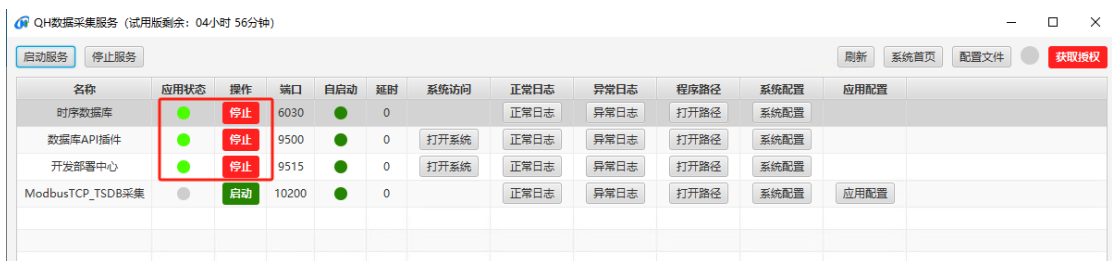 QH数据采集服务（试用版剩余：04小时 56分钟）
启动服务 停止服务 刷新 系统首页 配置文件 获取授权
名称 应用状态 操作 端口 自启动 延时 系统访问 正常日志 异常日志 程序路径 系统配置 应用配置
时序数据库 停止 6030 0 正常日志 异常日志 打开路径 系统配置
数据库API插件 停止 9500 0 打开系统 正常日志 异常日志 打开路径 系统配置
开发部署中心 停止 9515 0 打开系统 正常日志 异常日志 打开路径 系统配置
ModbusTCP_TSDB采集 启动 10200 0 正常日志 异常日志 打开路径 系统配置 应用配置